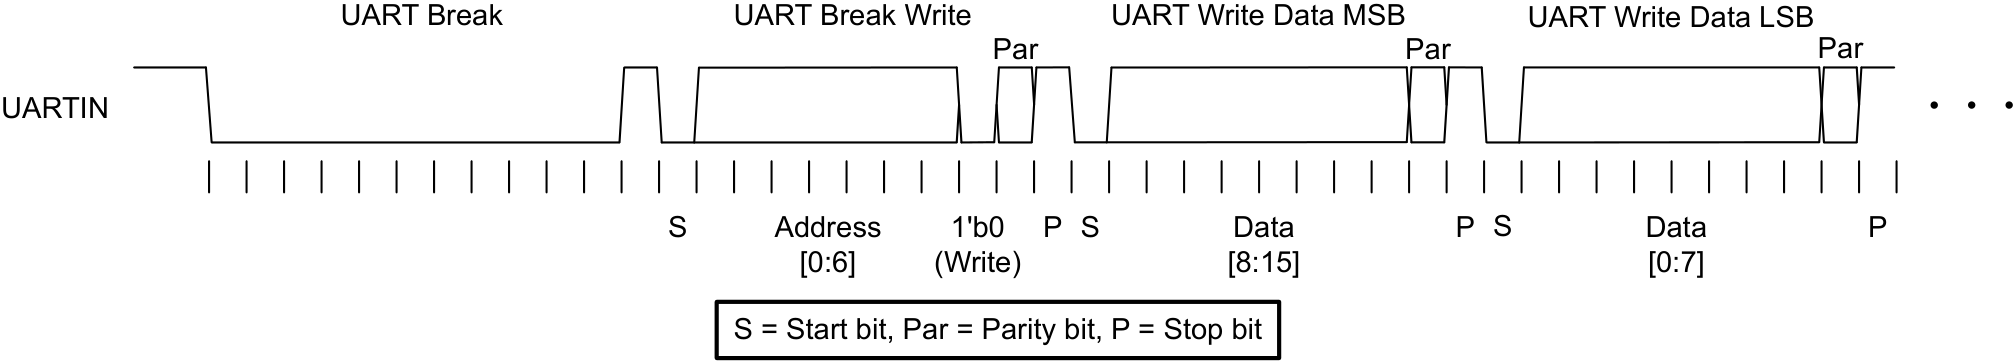 UART Break
UART Break Write
UART Write Data MSB
UART Write Data LSB
Par
Par
Par
UARTIN
S
Address
[0:6]
1'b0
(Write)
P
S
Data
[8:15]
P
S
Data
[0:7]
P
S = Start bit, Par = Parity bit, P = Stop bit